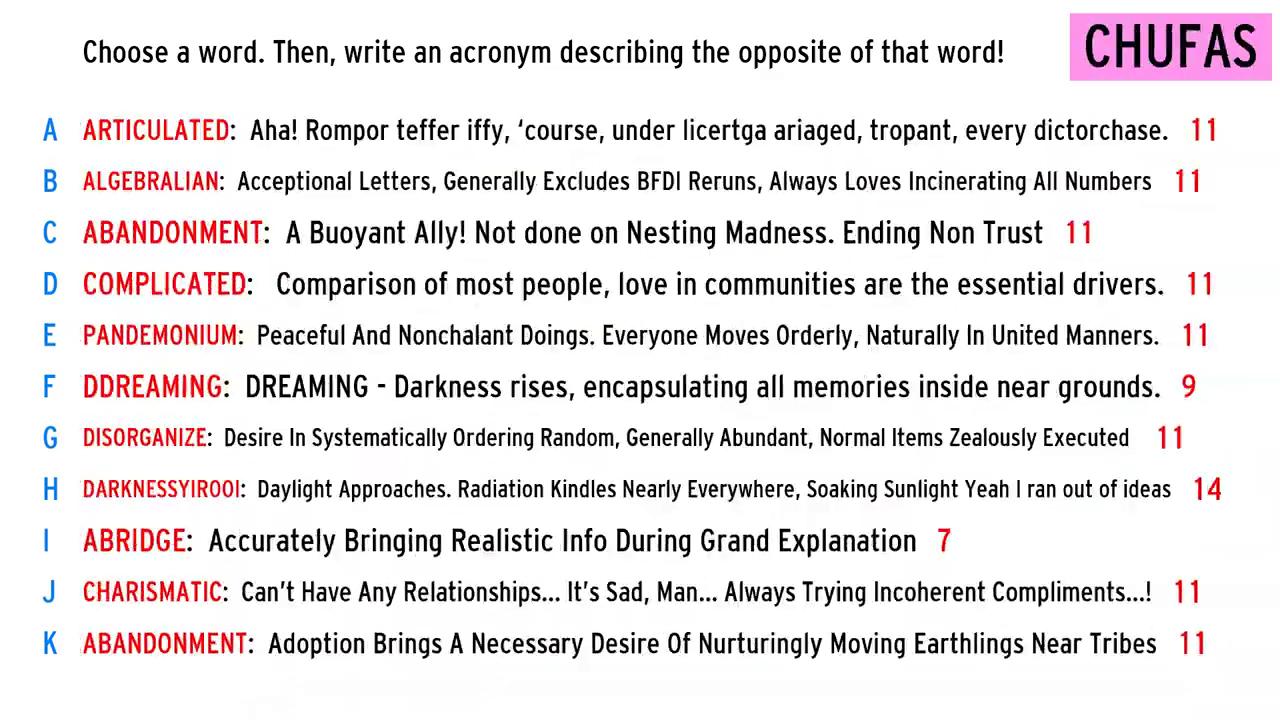 Choose a word. Then, write an acronym describing the opposite of that word!
CHUFAS
A ARTICULATED: Aha! Rompor teffer iffy, ‘course, under licertga ariaged, tropant, every dictorchase. 11
B ALGEBRALIAN: Acceptional Letters, Generally Excludes BFDI Reruns, Always Loves Incinerating All Numbers 11
C ABANDONMENT: A Buoyant Ally! Not done on Nesting Madness. Ending Non Trust 11
D COMPLICATED: Comparison of most people, love in communities are the essential drivers. 11
E PANDEMONIUM: Peaceful And Nonchalant Doings. Everyone Moves Orderly, Naturally In United Manners. 11
F DDREAMING: DREAMING - Darkness rises, encapsulating all memories inside near grounds. 9
G DISORGANIZE: Desire In Systematically Ordering Random, Generally Abundant, Normal Items Zealously Executed 11
H DARKNESSYIROOI: Daylight Approaches. Radiation Kindles Nearly Everywhere, Soaking Sunlight Yeah I ran out of ideas 14
I ABRIDGE: Accurately Bringing Realistic Info During Grand Explanation 7
J CHARISMATIC: Can't Have Any Relationships... It's Sad, Man... Always Trying Incoherent Compliments...! 11
K ABANDONMENT: Adoption Brings A Necessary Desire Of Nurturingly Moving Earthlings Near Tribes 11